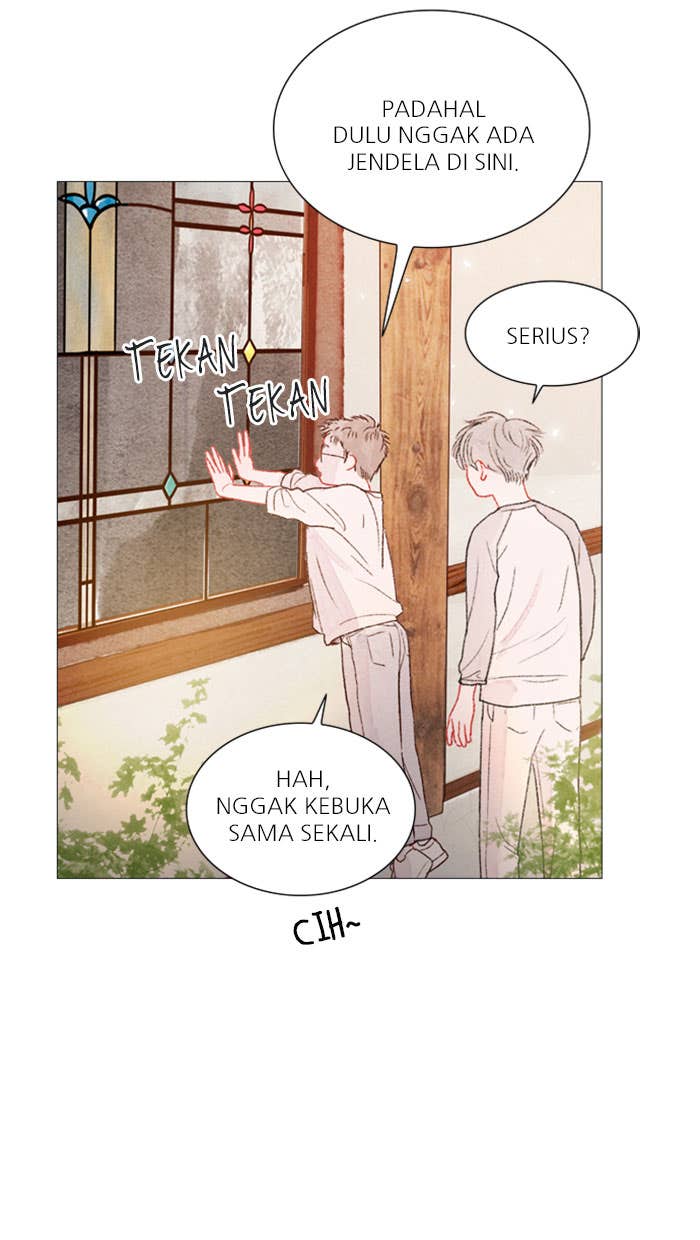 PADAHAL
DULU NGGAK ADA
JENDELA DI SINI.
SERIUS?
TEKAN
TEKAN
HAH,
NGGAK KEBUKA
SAMA SEKALI.
CIH~